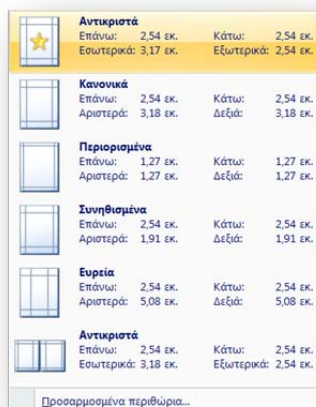 Αντικριστά
Επάνω: 2,54 εκ. Κάτω: 2,54 εκ.
Εσωτερικά: 3,17 εκ. Εξωτερικά: 2,54 εκ.
Κανονικά
Επάνω: 2,54 εκ. Κάτω: 2,54 εκ.
Αριστερά: 3,18 εκ. Δεξιά: 3,18 εκ.
Περιορισμένα
Επάνω: 1,27 εκ. Κάτω: 1,27 εκ.
Αριστερά: 1,27 εκ. Δεξιά: 1,27 εκ.
Συνηθισμένα
Επάνω: 2,54 εκ. Κάτω: 2,54 εκ.
Αριστερά: 1,91 εκ. Δεξιά: 1,91 εκ.
Ευρεία
Επάνω: 2,54 εκ. Κάτω: 2,54 εκ.
Αριστερά: 5,08 εκ. Δεξιά: 5,08 εκ.
Αντικριστά
Επάνω: 2,54 εκ. Κάτω: 2,54 εκ.
Εσωτερικά: 3,18 εκ. Εξωτερικά: 2,54 εκ.
Προσαρμοσμένα περιθώρια...